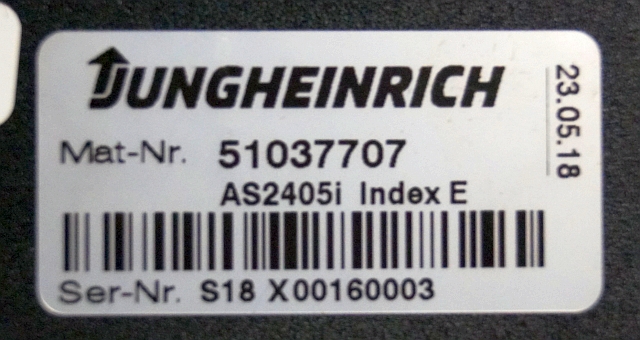 JUNGHEINRICH
Mat-Nr. 51037707
AS2405i Index E
Ser-Nr. S18 X00160003
23.05.18